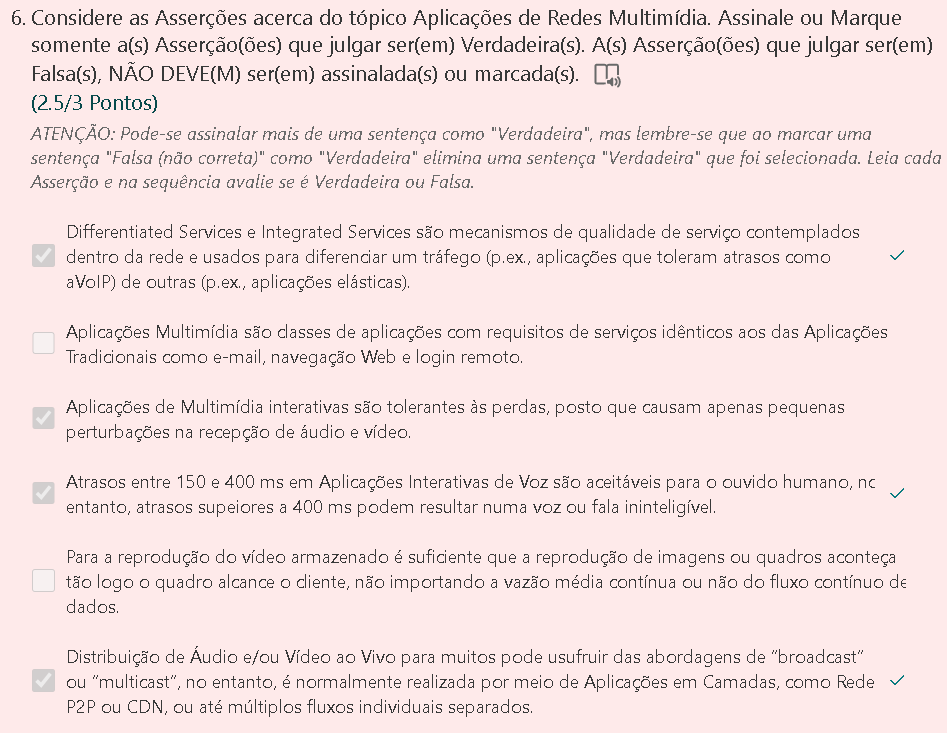 6. Considere as Asserções acerca do tópico Aplicações de Redes Multimídia. Assinale ou Marque
somente a(s) Asserção(ões) que julgar ser(em) Verdadeira(s). A(s) Asserção(ões) que julgar ser(em)
Falsa(s), NÃO DEVE(M) ser(em) assinalada(s) ou marcada(s).
(2.5/3 Pontos)
ATENÇÃO: Pode-se assinalar mais de uma sentença como "Verdadeira", mas lembre-se que ao marcar uma
sentença "Falsa (não correta)" como "Verdadeira" elimina uma sentença "Verdadeira" que foi selecionada. Leia cada
Asserção e na sequência avalie se é Verdadeira ou Falsa.
Differentiated Services e Integrated Services são mecanismos de qualidade de serviço contemplados
dentro da rede e usados para diferenciar um tráfego (p.ex., aplicações que toleram atrasos como
aVoIP) de outras (p.ex., aplicações elásticas).
Aplicações Multimídia são classes de aplicações com requisitos de serviços idênticos aos das Aplicações
Tradicionais como e-mail, navegação Web e login remoto.
Aplicações de Multimídia interativas são tolerantes às perdas, posto que causam apenas pequenas
perturbações na recepção de áudio e vídeo.
Atrasos entre 150 e 400 ms em Aplicações Interativas de Voz são aceitáveis para o ouvido humano, no
entanto, atrasos supeiores a 400 ms podem resultar numa voz ou fala ininteligível.
Para a reprodução do vídeo armazenado é suficiente que a reprodução de imagens ou quadros aconteça
tão logo o quadro alcance o cliente, não importando a vazão média contínua ou não do fluxo contínuo de
dados.
Distribuição de Áudio e/ou Vídeo ao Vivo para muitos pode usufruir das abordagens de “broadcast”
ou “multicast”, no entanto, é normalmente realizada por meio de Aplicações em Camadas, como Rede
P2P ou CDN, ou até múltiplos fluxos individuais separados.